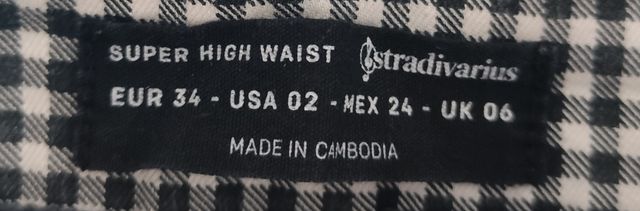 SUPER HIGH WAIST stradivarius
EUR 34 - USA 02 - MEX 24 - UK 06
MADE IN CAMBODIA